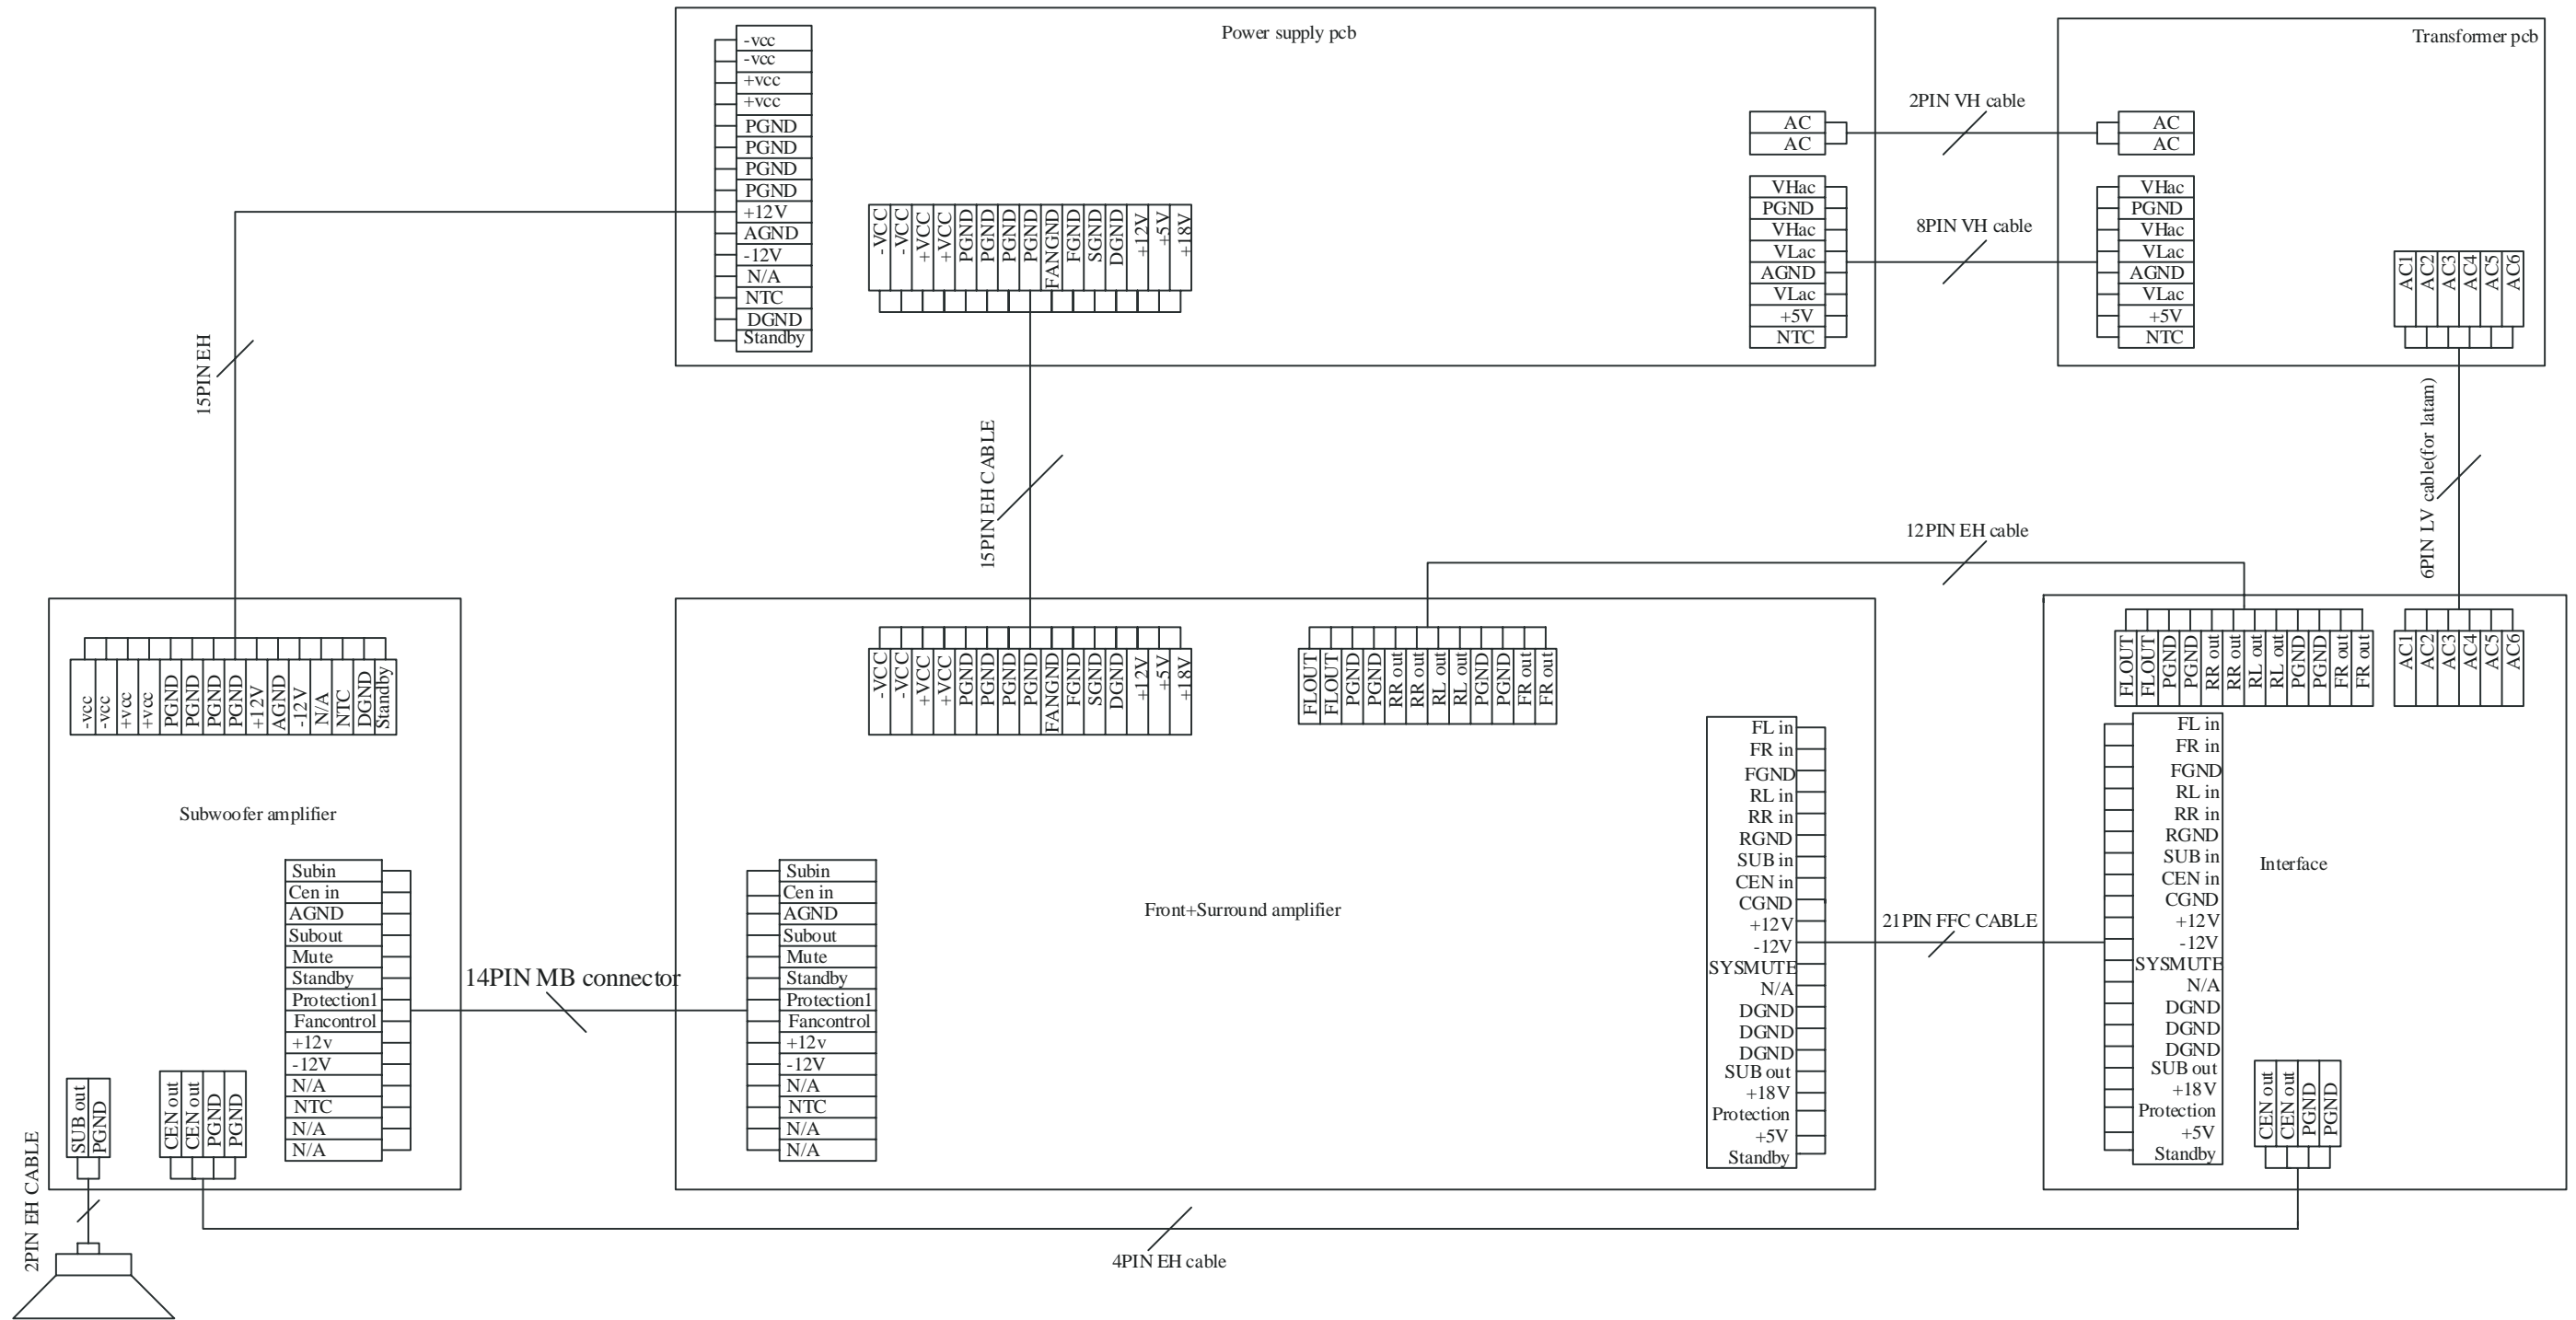 Power supply pcb
-vcc
-vcc
+vcc
+vcc
PGND
PGND
PGND
PGND
+12V
AGND
-12V
N/A
NTC
DGND
Standby
-VCC
-VCC
+VCC
+VCC
PGND
PGND
PGND
PGND
FANGND
FGND
SGND
DGND
+12V
+5V
+18V
AC
AC
VHac
PGND
VHac
VLac
AGND
VLac
+5V
NTC
2PIN VH cable
8PIN VH cable
Transformer pcb
AC
AC
VHac
PGND
VHac
VLac
AGND
VLac
+5V
NTC
AC1
AC2
AC3
AC4
AC5
AC6
15PIN EH
15PIN EH CABLE
12PIN EH cable
6PIN LV cable(for latam)
-vcc
-vcc
+vcc
+vcc
PGND
PGND
PGND
PGND
+12V
AGND
-12V
N/A
NTC
DGND
Standby
Subwoofer amplifier
Subin
Cen in
AGND
Subout
Mute
Standby
Protection1
Fancontrol
+12v
-12V
N/A
NTC
N/A
N/A
SUB out
PGND
CEN out
CEN out
PGND
PGND
2PIN EH CABLE
14PIN MB connector
-VCC
-VCC
+VCC
+VCC
PGND
PGND
PGND
PGND
FANGND
FGND
SGND
DGND
+12V
+5V
+18V
FLOUT
FLOUT
PGND
PGND
RR out
RR out
RL out
RL out
PGND
PGND
FR out
FR out
Subin
Cen in
AGND
Subout
Mute
Standby
Protection1
Fancontrol
+12v
-12V
N/A
NTC
N/A
N/A
Front+Surround amplifier
FL in
FR in
FGND
RL in
RR in
RGND
SUB in
CEN in
CGND
+12V
-12V
SYSMUTE
N/A
DGND
DGND
DGND
SUB out
+18V
Protection
+5V
Standby
21PIN FFC CABLE
FLOUT
FLOUT
PGND
PGND
RR out
RR out
RL out
RL out
PGND
PGND
FR out
FR out
AC1
AC2
AC3
AC4
AC5
AC6
FL in
FR in
FGND
RL in
RR in
RGND
SUB in
CEN in
CGND
+12V
-12V
SYSMUTE
N/A
DGND
DGND
DGND
SUB out
+18V
Protection
+5V
Standby
Interface
CEN out
CEN out
PGND
PGND
4PIN EH cable